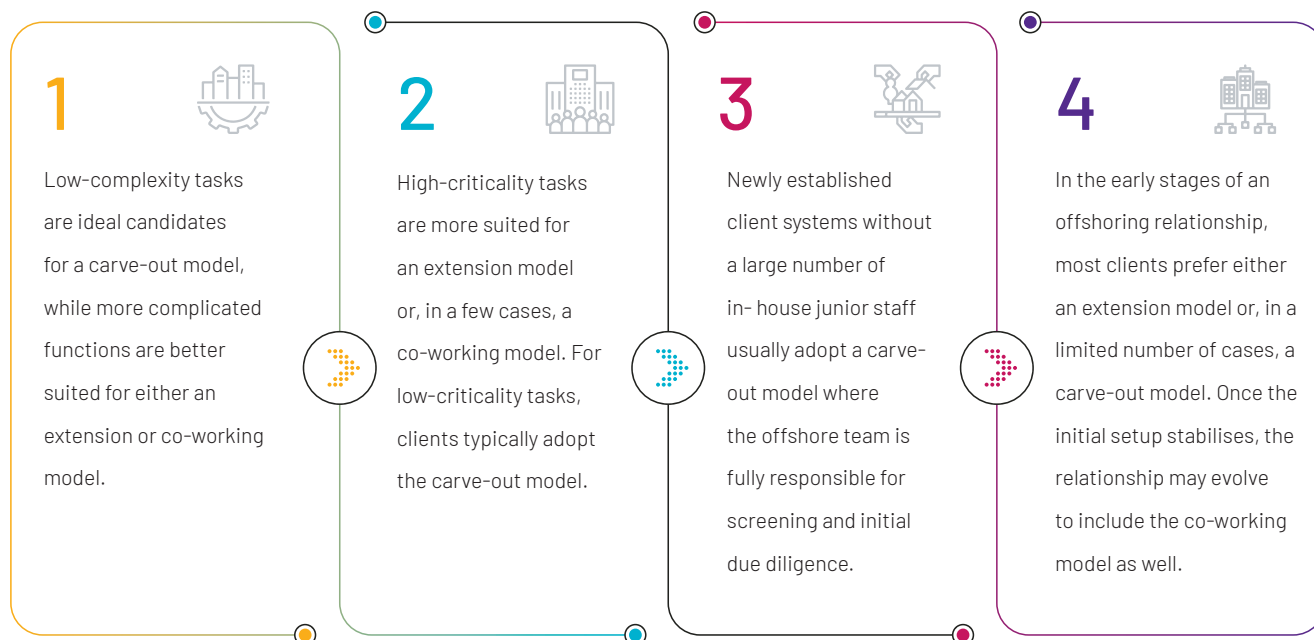 1
Low-complexity tasks
are ideal candidates
for a carve-out model,
while more complicated
functions are better
suited for either an
extension or co-working
model.
2
High-criticality tasks
are more suited for
an extension model
or, in a few cases, a
co-working model. For
low-criticality tasks,
clients typically adopt
the carve-out model.
3
Newly established
client systems without
a large number of
in- house junior staff
usually adopt a carve-
out model where
the offshore team is
fully responsible for
screening and initial
due diligence.
4
In the early stages of an
offshoring relationship,
most clients prefer either
an extension model or, in a
limited number of cases, a
carve-out model. Once the
initial setup stabilises, the
relationship may evolve
to include the co-working
model as well.